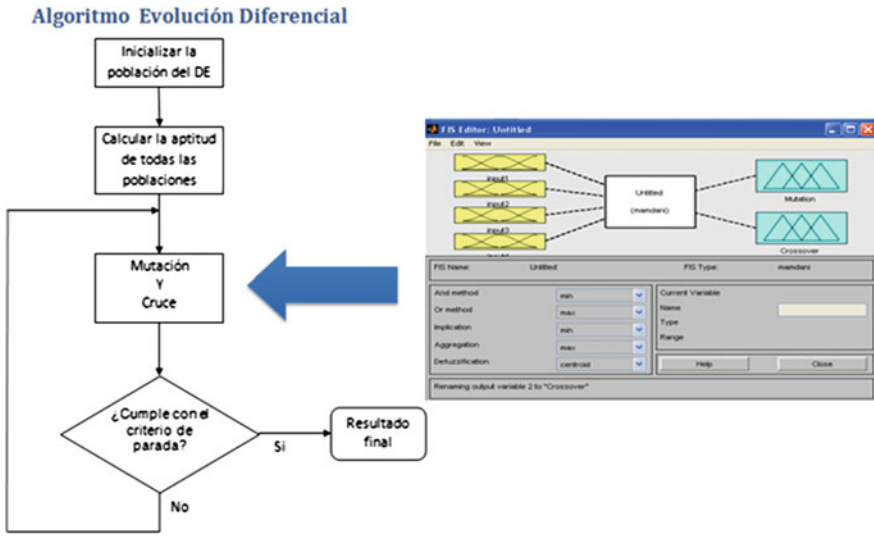 Algoritmo Evolución Diferencial
Inicializar la
población del DE
Calcular la aptitud
de todas las
poblaciones
Mutación
Y
Cruce
¿Cumple con el
criterio de
parada?
Si
Resultado
final
No
FIS Editor: Untitled
File Edit View
input1
input2
input3
Untitled
(mamdani)
Mutation
Crossover
FIS Name: Untitled FIS Type: mamdani
And method min
Or method max
Implication min
Aggregation max
Defuzzification centroid
Current Variable
Name
Type
Range
Help Close
Renaming output variable 2 to "Crossover"